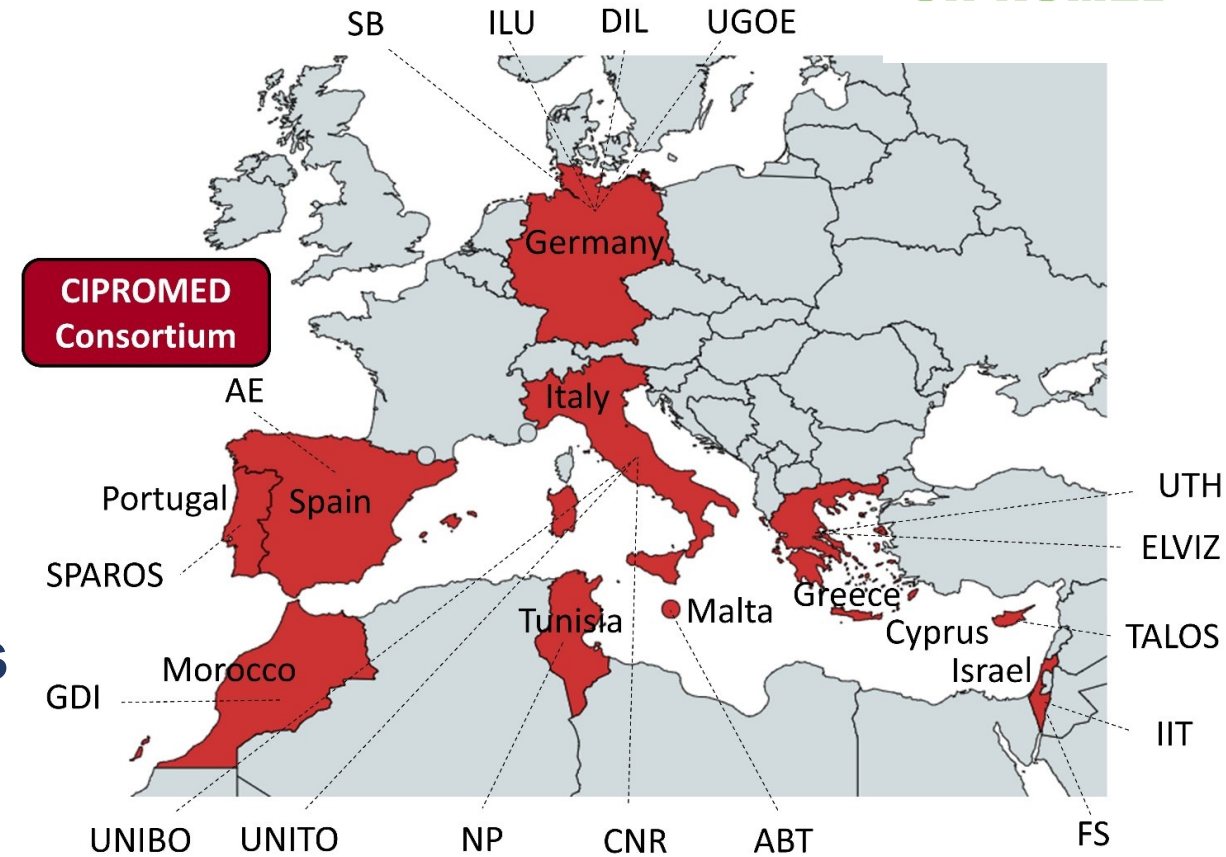 SB
ILU
DIL
UGOE
Germany
CIPROMED
Consortium
Italy
AE
Portugal
Spain
UTH
ELVIZ
SPAROS
Greece
Tunisia
Malta
Cyprus
TALOS
Morocco
Israel
GDI
IIT
UNIBO
UNITO
NP
CNR
ABT
FS